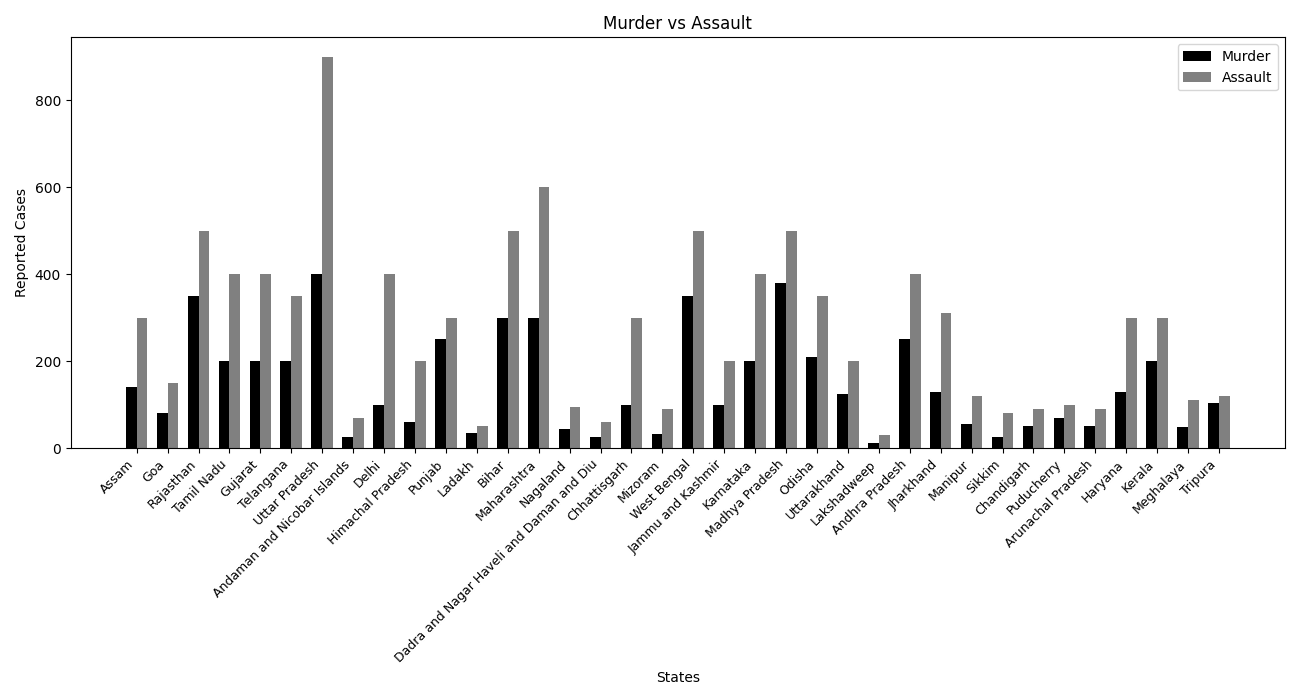 Murder vs Assault
Murder
Assault
Reported Cases
800
600
400
200
0
Assam
Goa
Rajasthan
Tamil Nadu
Gujarat
Telangana
Uttar Pradesh
Andaman and Nicobar Islands
Delhi
Himachal Pradesh
Punjab
Ladakh
Bihar
Maharashtra
Nagaland
Dadra and Nagar Haveli and Daman and Diu
Chhattisgarh
Mizoram
West Bengal
Jammu and Kashmir
Karnataka
Madhya Pradesh
Odisha
Uttarakhand
Lakshadweep
Andhra Pradesh
Jharkhand
Manipur
Sikkim
Chandigarh
Puducherry
Arunachal Pradesh
Haryana
Kerala
Meghalaya
Tripura
States